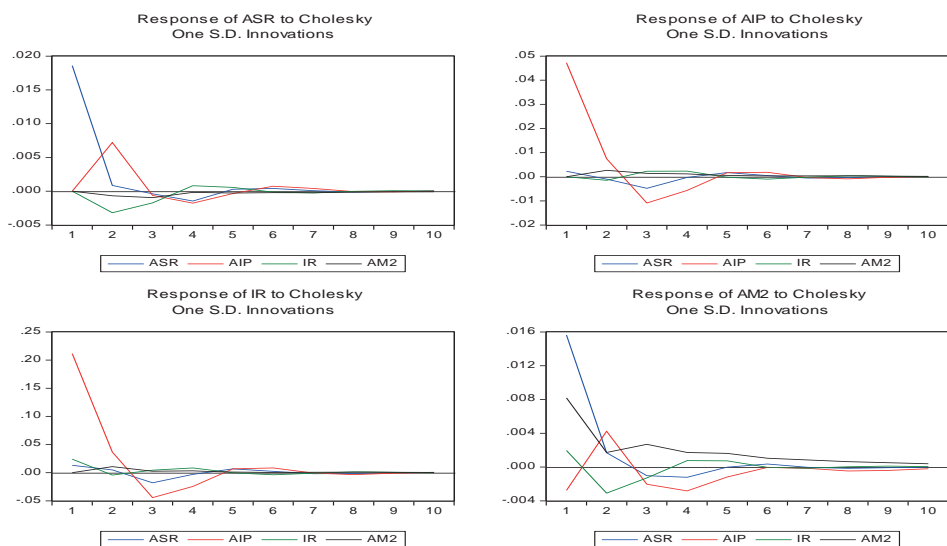 Response of ASR to Cholesky
One S.D. Innovations
.020
.015
.010
.005
.000
-.005
1 2 3 4 5 6 7 8 9 10
ASR AIP IR AM2
Response of AIP to Cholesky
One S.D. Innovations
.05
.04
.03
.02
.01
.00
-.01
-.02
1 2 3 4 5 6 7 8 9 10
ASR AIP IR AM2
Response of IR to Cholesky
One S.D. Innovations
.25
.20
.15
.10
.05
.00
-.05
1 2 3 4 5 6 7 8 9 10
ASR AIP IR AM2
Response of AM2 to Cholesky
One S.D. Innovations
.016
.012
.008
.004
.000
-.004
1 2 3 4 5 6 7 8 9 10
ASR AIP IR AM2